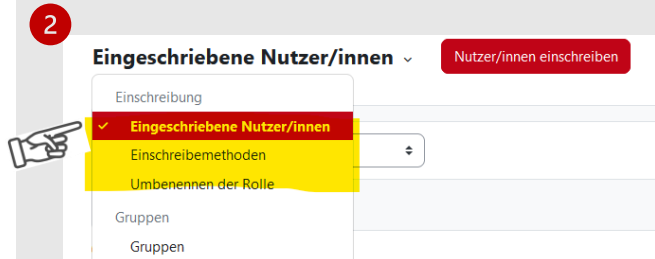 2
Eingeschriebene Nutzer/innen
Nutzer/innen einschreiben
Einschreibung
Eingeschriebene Nutzer/innen
Einschreibemethoden
Umbenennen der Rolle
Gruppen
Gruppen